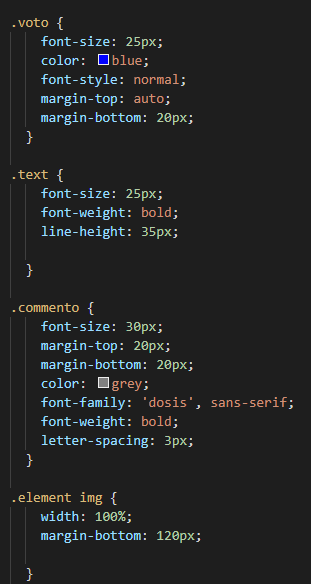 .voto {
font-size: 25px;
color: blue;
font-style: normal;
margin-top: auto;
margin-bottom: 20px;
}
.text {
font-size: 25px;
font-weight: bold;
line-height: 35px;
}
.commento {
font-size: 30px;
margin-top: 20px;
margin-bottom: 20px;
color: grey;
font-family: 'dosis', sans-serif;
font-weight: bold;
letter-spacing: 3px;
}
.element img {
width: 100%;
margin-bottom: 120px;
}